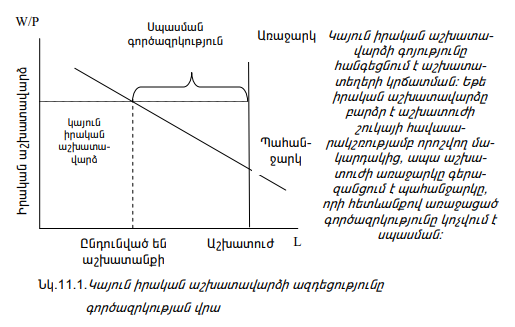 W/P
Սպասման
գործազրկություն
Առաջարկ
Իրական աշխատավարձ
կայուն
իրական
աշխատա-
վարձ
Պահան-
ջարկ
Ընդունված են
աշխատանքի
Աշխատուժ
L
Կայուն իրական աշխատա-
վարձի գոյությունը
հանգեցնում է աշխատա-
տեղերի կրճատման: Եթե
իրական աշխատավարձը
բարձր է աշխատուժի
շուկայի հավասա-
րակշռությամբ որոշվող մա-
կարդակից, ապա աշխա-
տուժի առաջարկը գերա-
զանցում է պահանջարկը,
որի հետևանքով առաջացած
գործազրկությունը կոչվում է
սպասման:
Նկ.11.1.Կայուն իրական աշխատավարձի ազդեցությունը
գործազրկության վրա